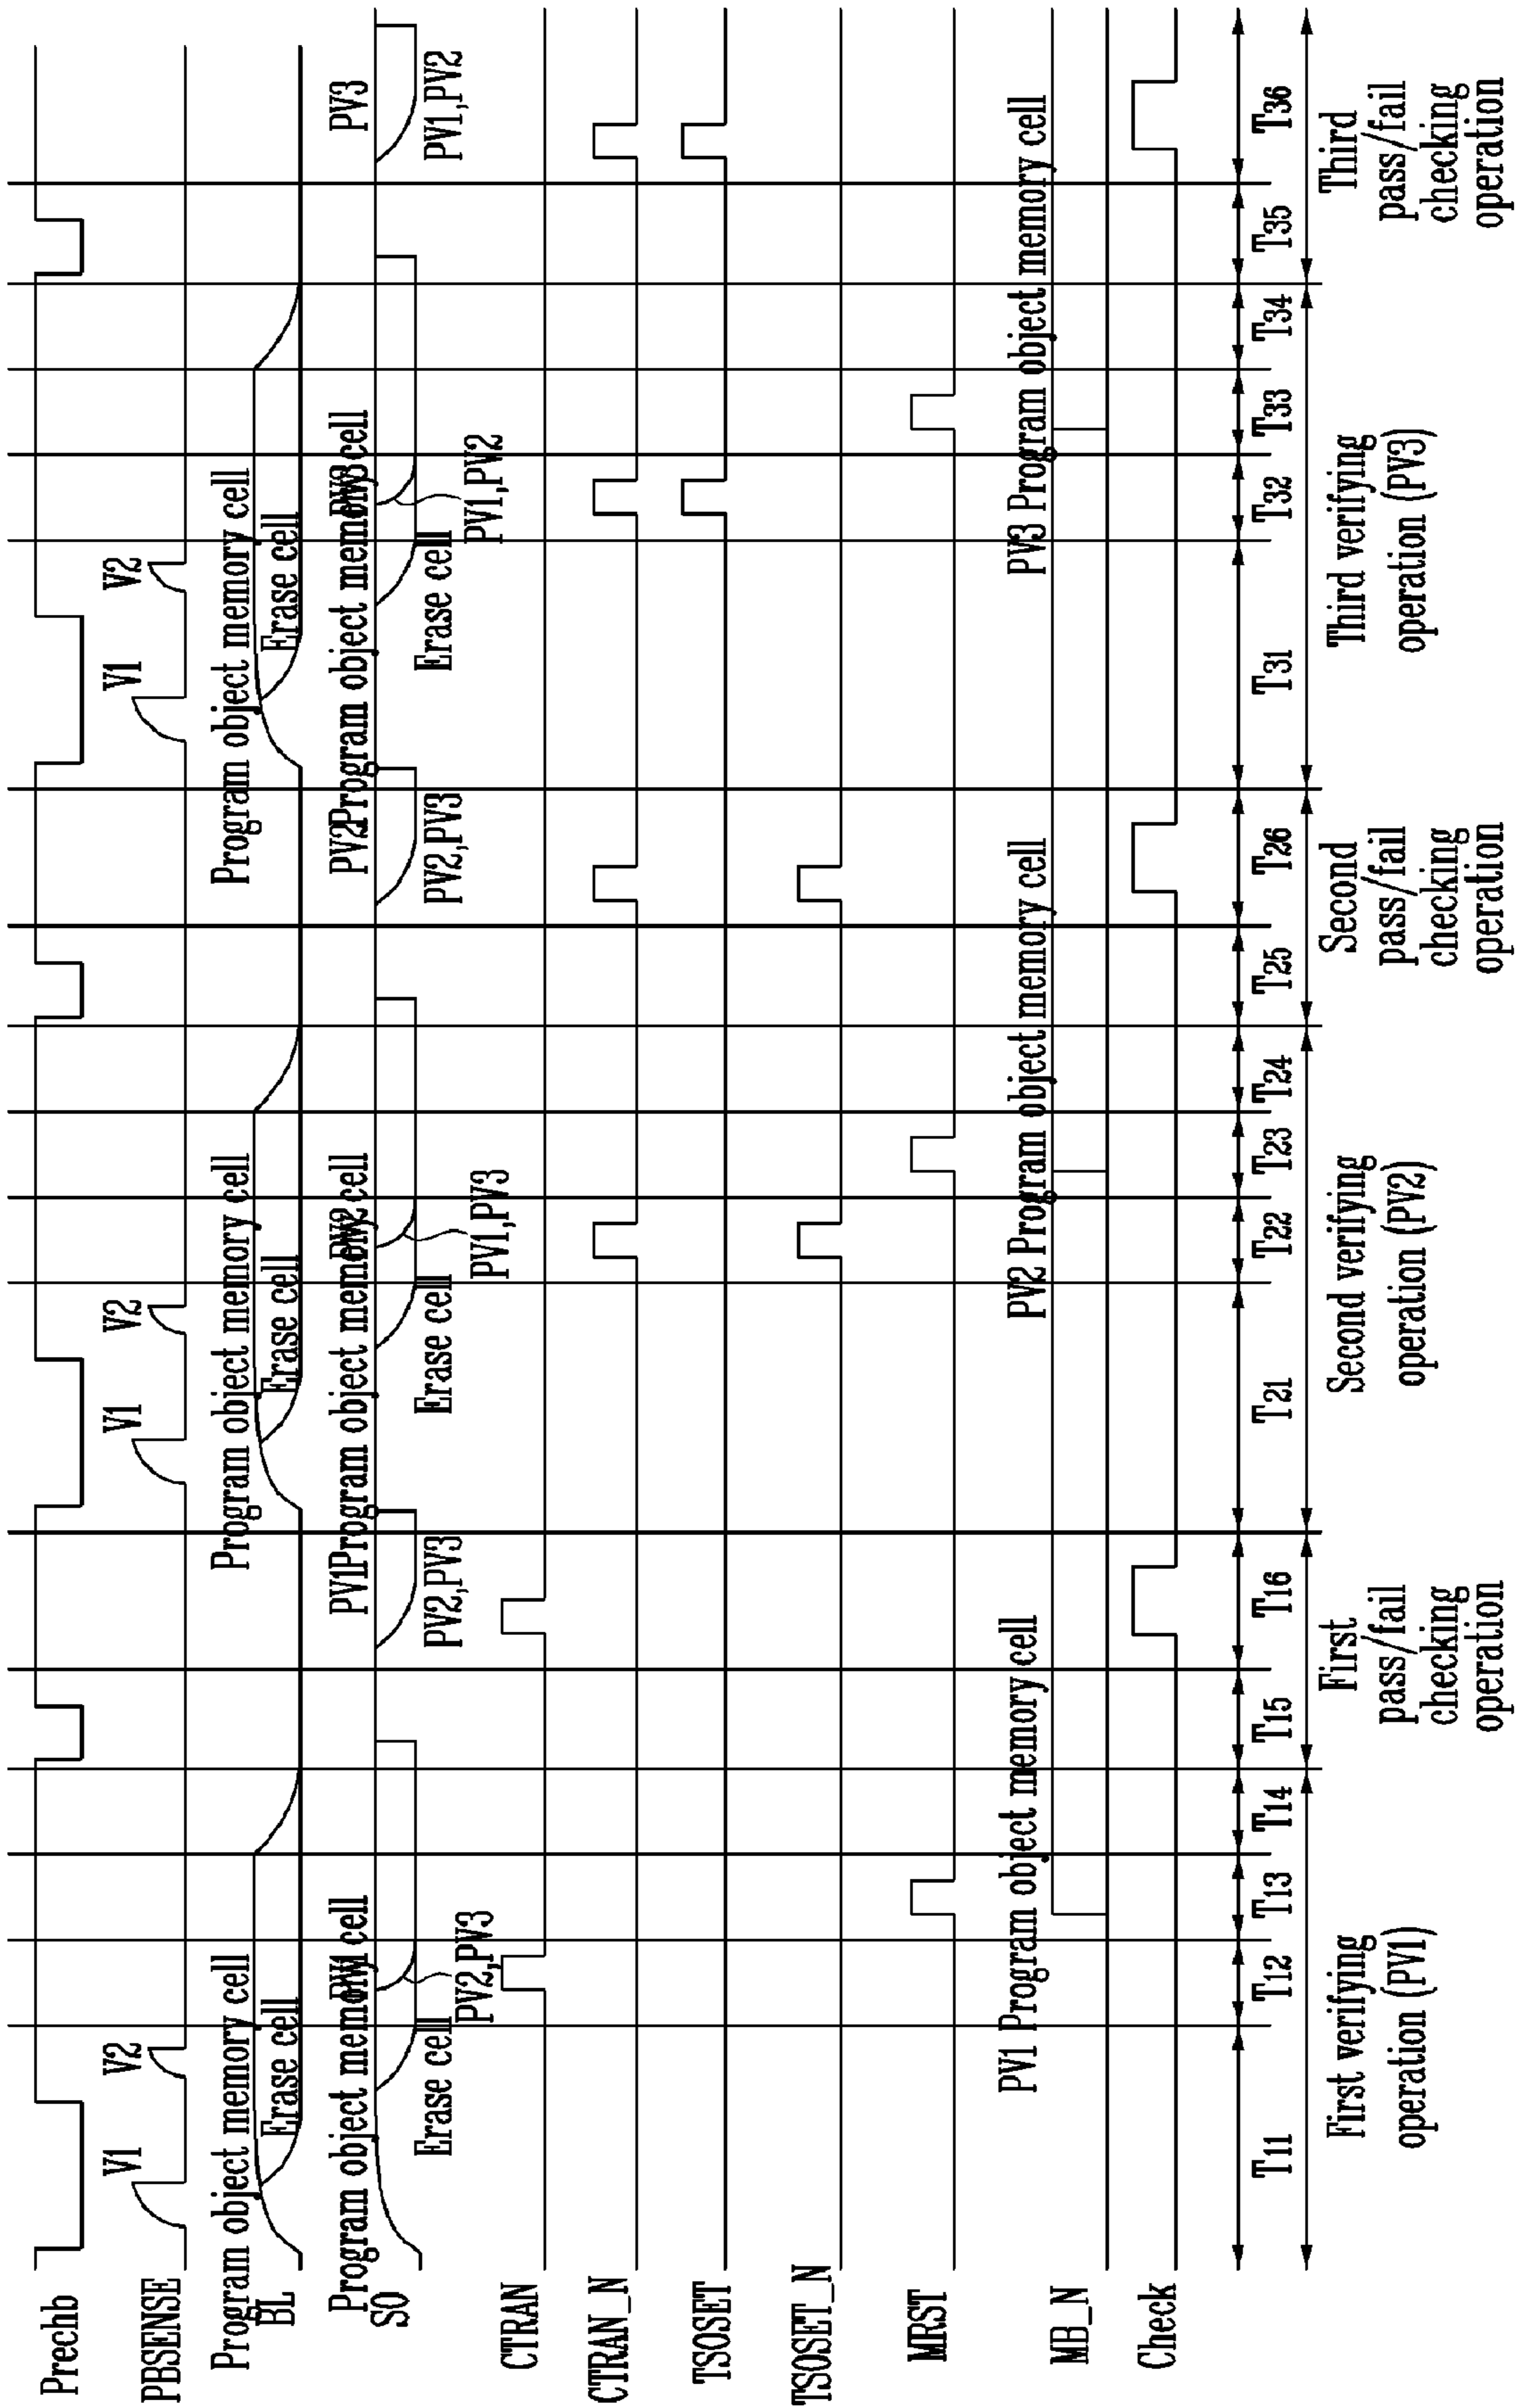 Prechb
PBSENSE
V1
V2
V1
V2
V1
V2
Program object memory cell
Program object memory cell
Program object memory cell
Program object memory cell
BL
Erase cell
Erase cell
Erase cell
Program object memory cell
PV1
PV1
Program object memory cell
PV2
PV2
Program object memory cell
PV3
PV3
SO
Erase cell
PV2,PV3
PV2,PV3
Erase cell
PV1,PV3
PV2,PV3
Erase cell
PV1,PV2
PV1,PV2
CTRAN
CTRAN_N
TSOSET
TSOSET_N
MRST
PV1 Program object memory cell
PV2 Program object memory cell
PV3 Program object memory cell
MB_N
Check
T11
T12
T13
T14
T15
T16
T21
T22
T23
T24
T25
T26
T31
T32
T33
T34
T35
T36
First verifying
operation (PV1)
First
pass/fail
checking
operation
Second verifying
operation (PV2)
Second
pass/fail
checking
operation
Third verifying
operation (PV3)
Third
pass/fail
checking
operation